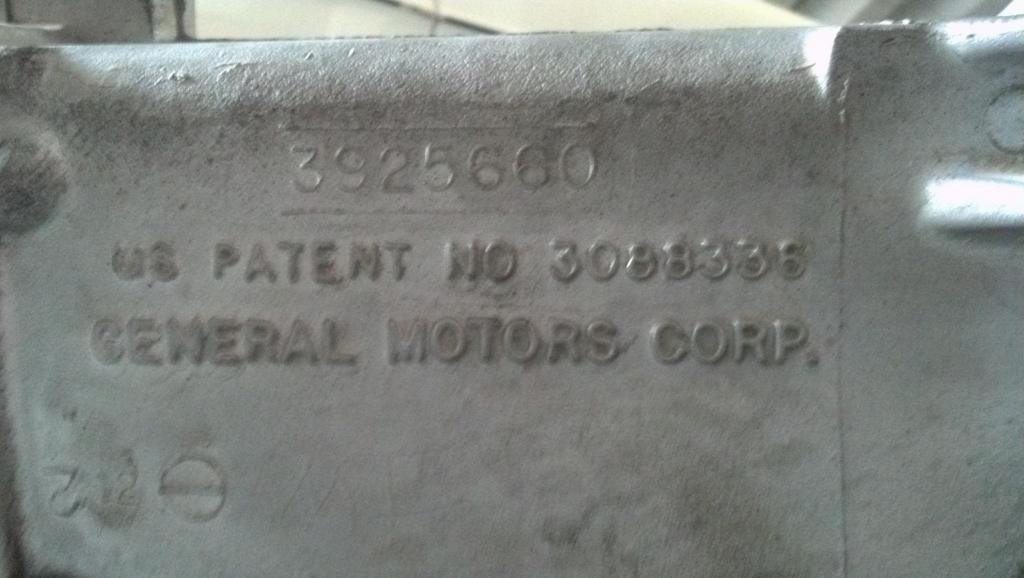 3925660
US PATENT NO 3088336
GENERAL MOTORS CORP.